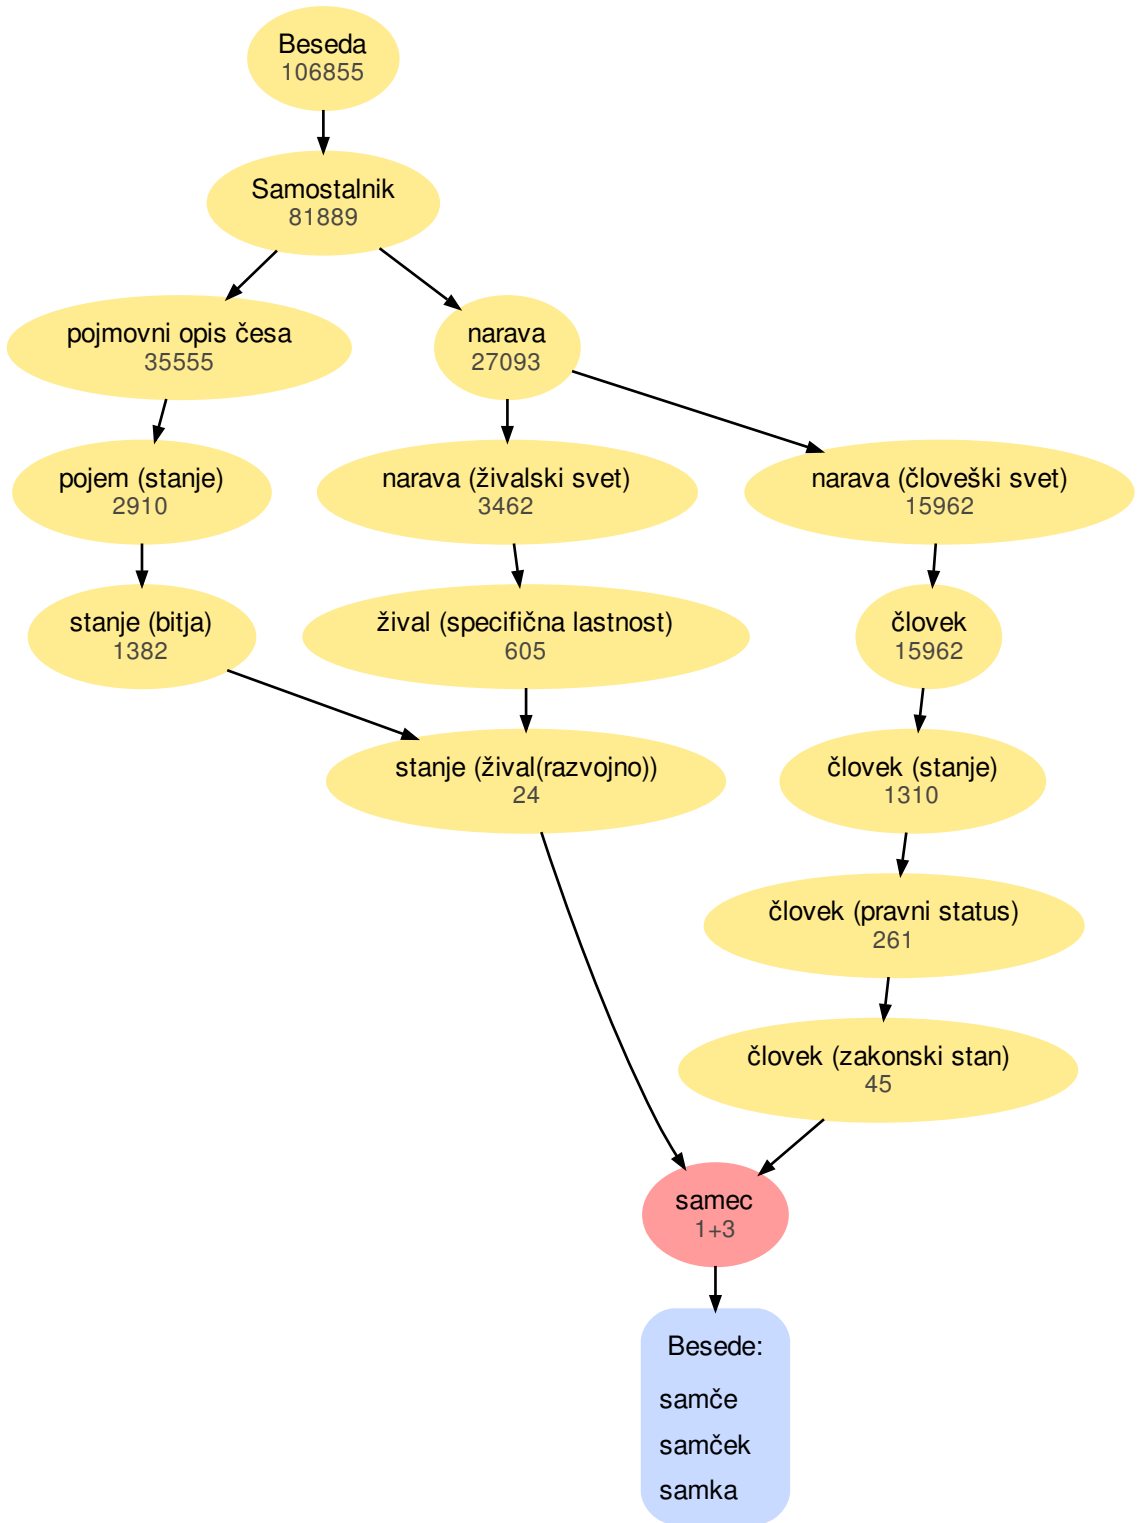 Beseda
106855
Samostalnik
81889
pojmovni opis česa
35555
narava
27093
pojem (stanje)
2910
narava (živalski svet)
3462
narava (človeški svet)
15962
stanje (bitja)
1382
žival (specifična lastnost)
605
človek
15962
stanje (žival(razvojno))
24
človek (stanje)
1310
človek (pravni status)
261
človek (zakonski stan)
45
samec
1+3
Besede:
samče
samček
samka